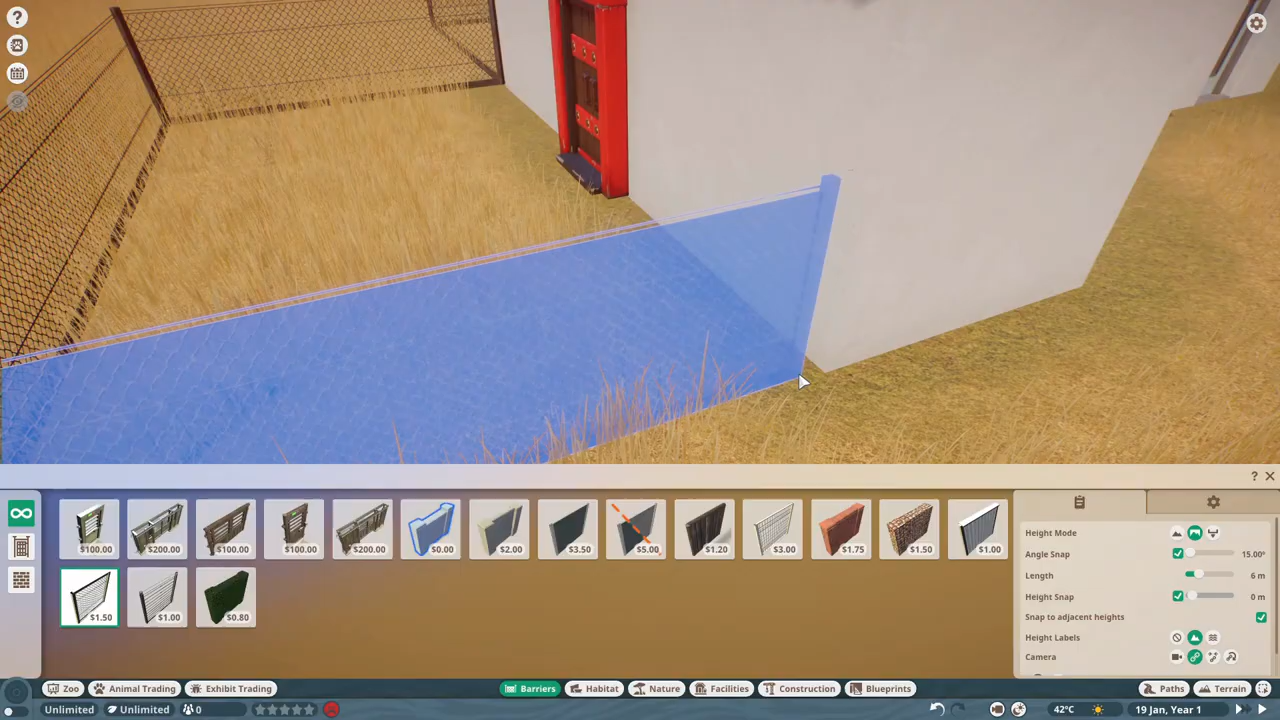 ?
?
$100.00
$200.00
$100.00
$100.00
$200.00
$0.00
$2.00
$3.50
$5.00
$1.20
$3.00
$1.75
$1.50
$1.00
$1.50
$1.00
$0.80
Height Mode
Angle Snap 15.00°
Length 6 m
Height Snap 0 m
Snap to adjacent heights
Height Labels
Camera
Zoo Animal Trading Exhibit Trading Barriers Habitat Nature Facilities Construction Blueprints Paths Terrain
Unlimited Unlimited 0 42°C 19 Jan, Year 1